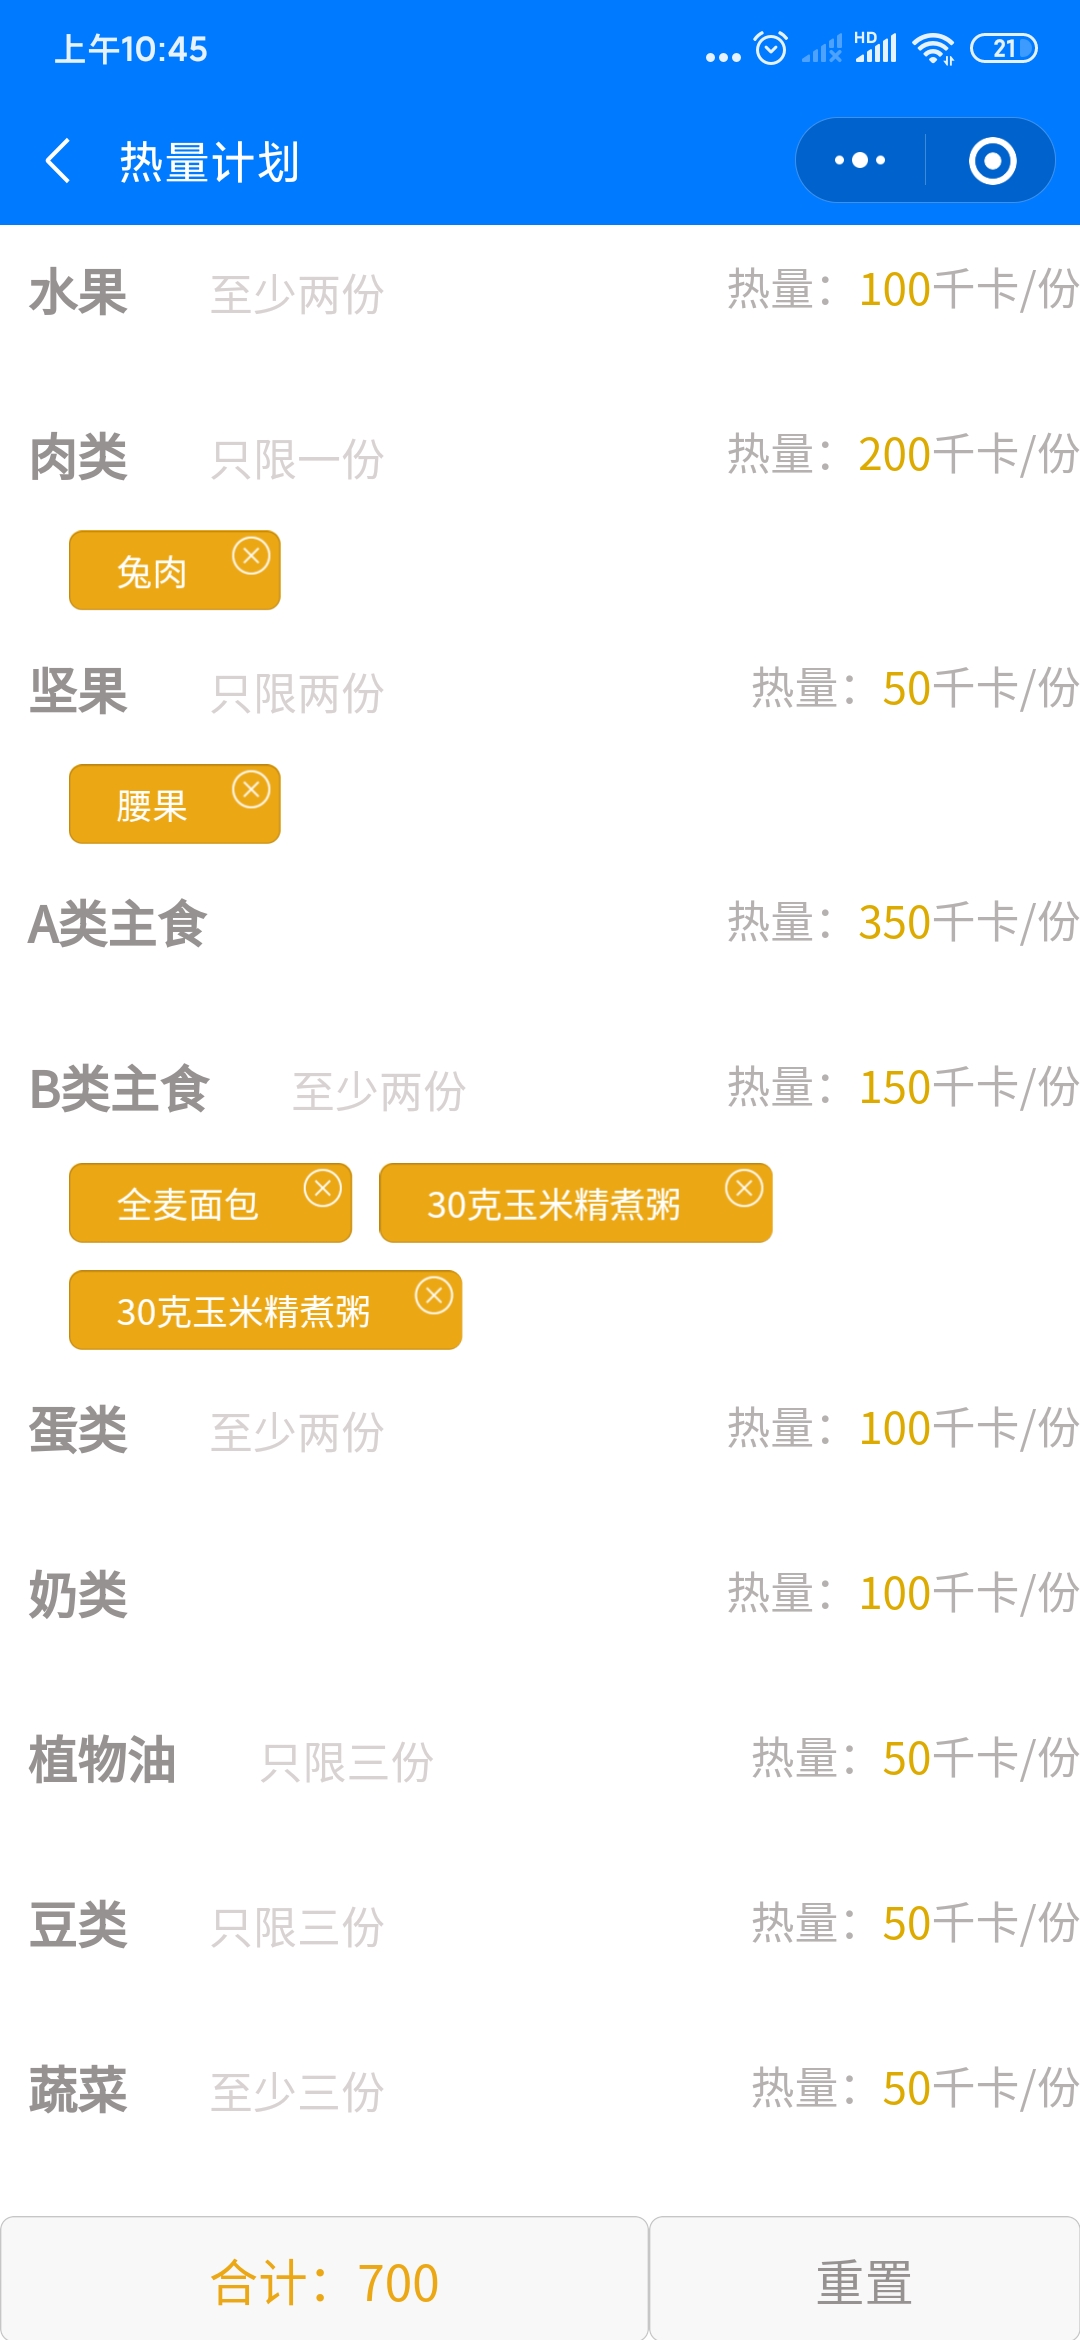 上午10:45
HD
21
热量计划
水果 至少两份 热量：100千卡/份
肉类 只限一份 热量：200千卡/份
兔肉
坚果 只限两份 热量：50千卡/份
腰果
A类主食 热量：350千卡/份
B类主食 至少两份 热量：150千卡/份
全麦面包 30克玉米精煮粥
30克玉米精煮粥
蛋类 至少两份 热量：100千卡/份
奶类 热量：100千卡/份
植物油 只限三份 热量：50千卡/份
豆类 只限三份 热量：50千卡/份
蔬菜 至少三份 热量：50千卡/份
合计：700 重置